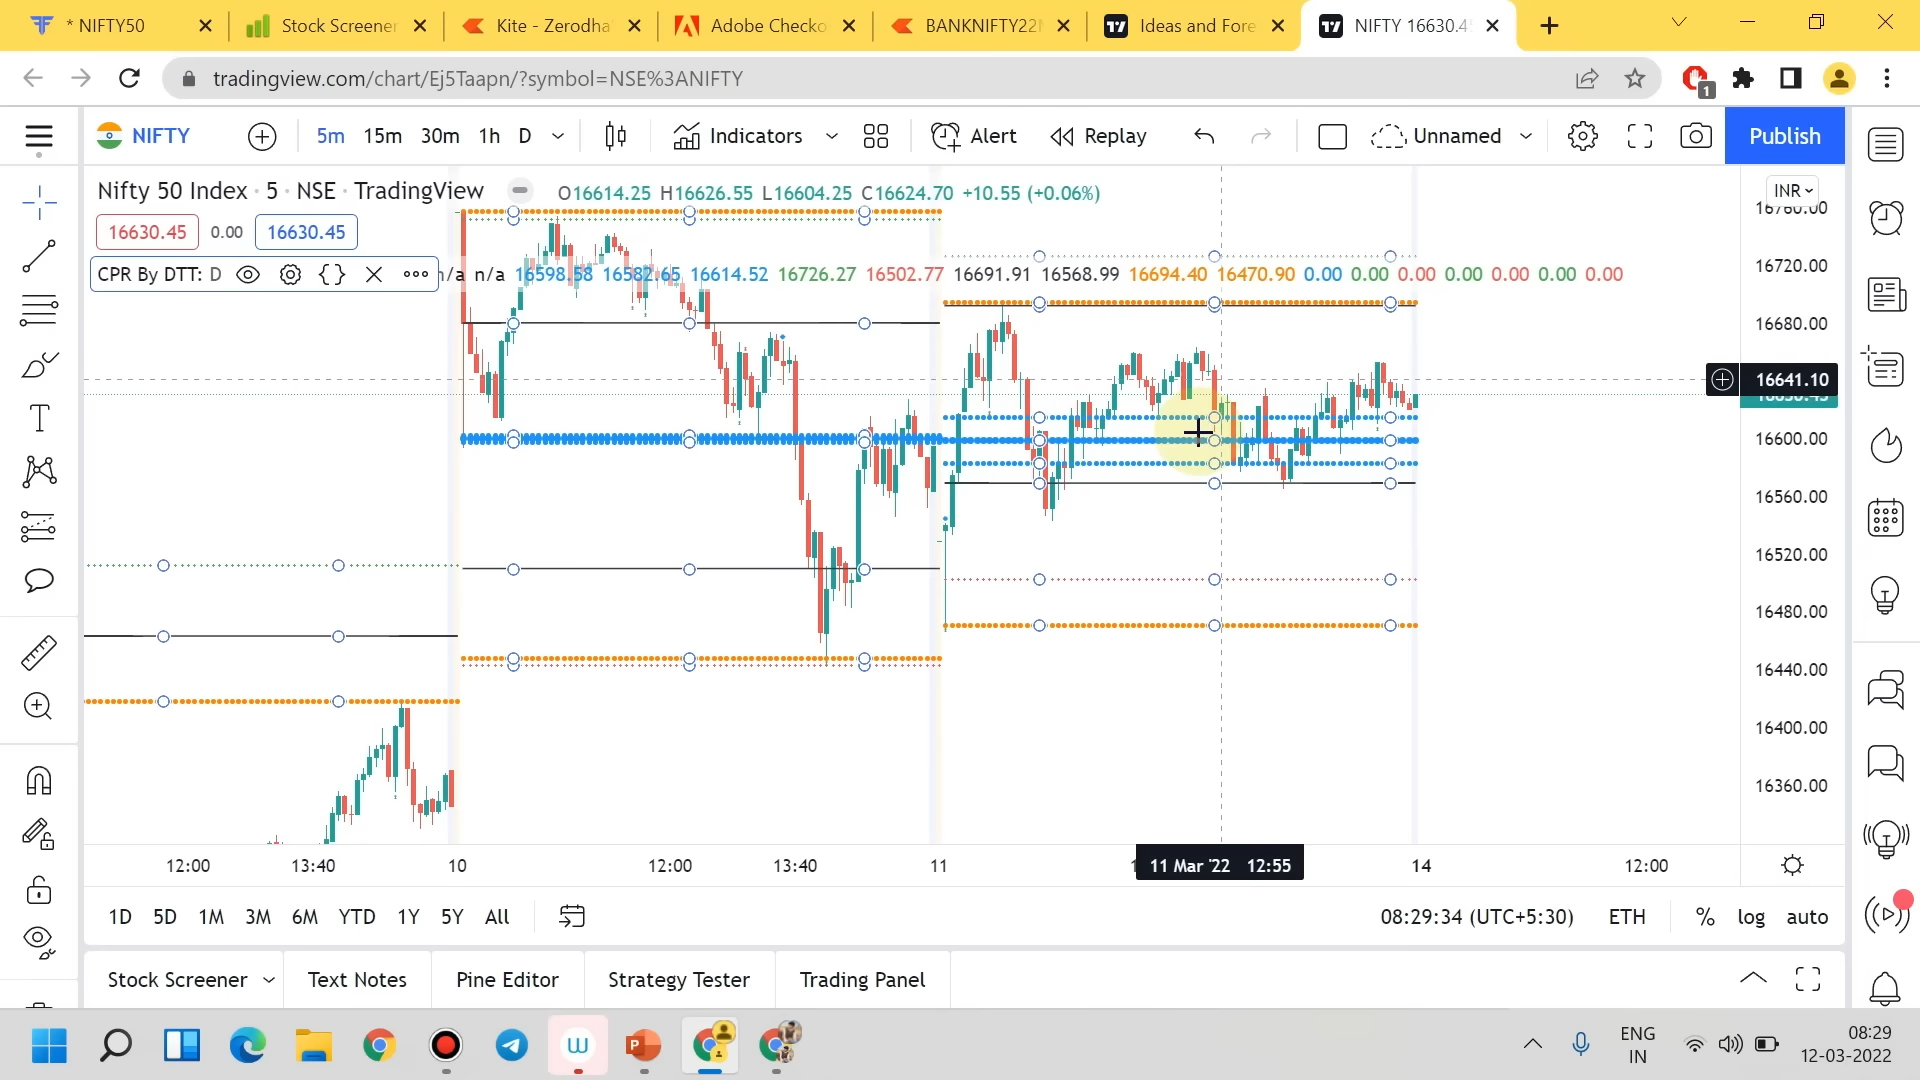 * NIFTY50
Stock Screener
Kite - Zerodha
Adobe Checko
BANKNIFTY22
Ideas and Fore
NIFTY 16630.45
tradingview.com/chart/Ej5Taapn/?symbol=NSE%3ANIFTY
1
NIFTY
5m 15m 30m 1h D
Indicators
Alert
Replay
Unnamed
Publish
Nifty 50 Index · 5 · NSE · TradingView
O16614.25 H16626.55 L16604.25 C16624.70 +10.55 (+0.06%)
INR
16630.45 0.00 16630.45
CPR By DTT: D
n/a n/a 16598.58 16582.65 16614.52 16726.27 16502.77 16691.91 16568.99 16694.40 16470.90 0.00 0.00 0.00 0.00 0.00 0.00 0.00
16760.00
16720.00
16680.00
16641.10
16630.45
16600.00
16560.00
16520.00
16480.00
16440.00
16400.00
16360.00
12:00 13:40 10 12:00 13:40 11 11 Mar '22 12:55 14 12:00
1D 5D 1M 3M 6M YTD 1Y 5Y All
08:29:34 (UTC+5:30) ETH % log auto
Stock Screener Text Notes Pine Editor Strategy Tester Trading Panel
ENG
IN
08:29
12-03-2022